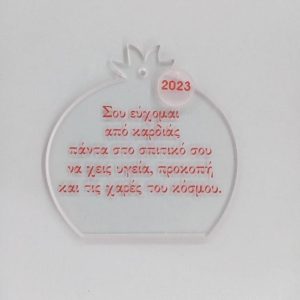 2023
Σου εύχομαι
από καρδιάς
πάντα στο σπιτικό σου
να χεις υγεία, προκοπή
και τις χαρές του κόσμου.